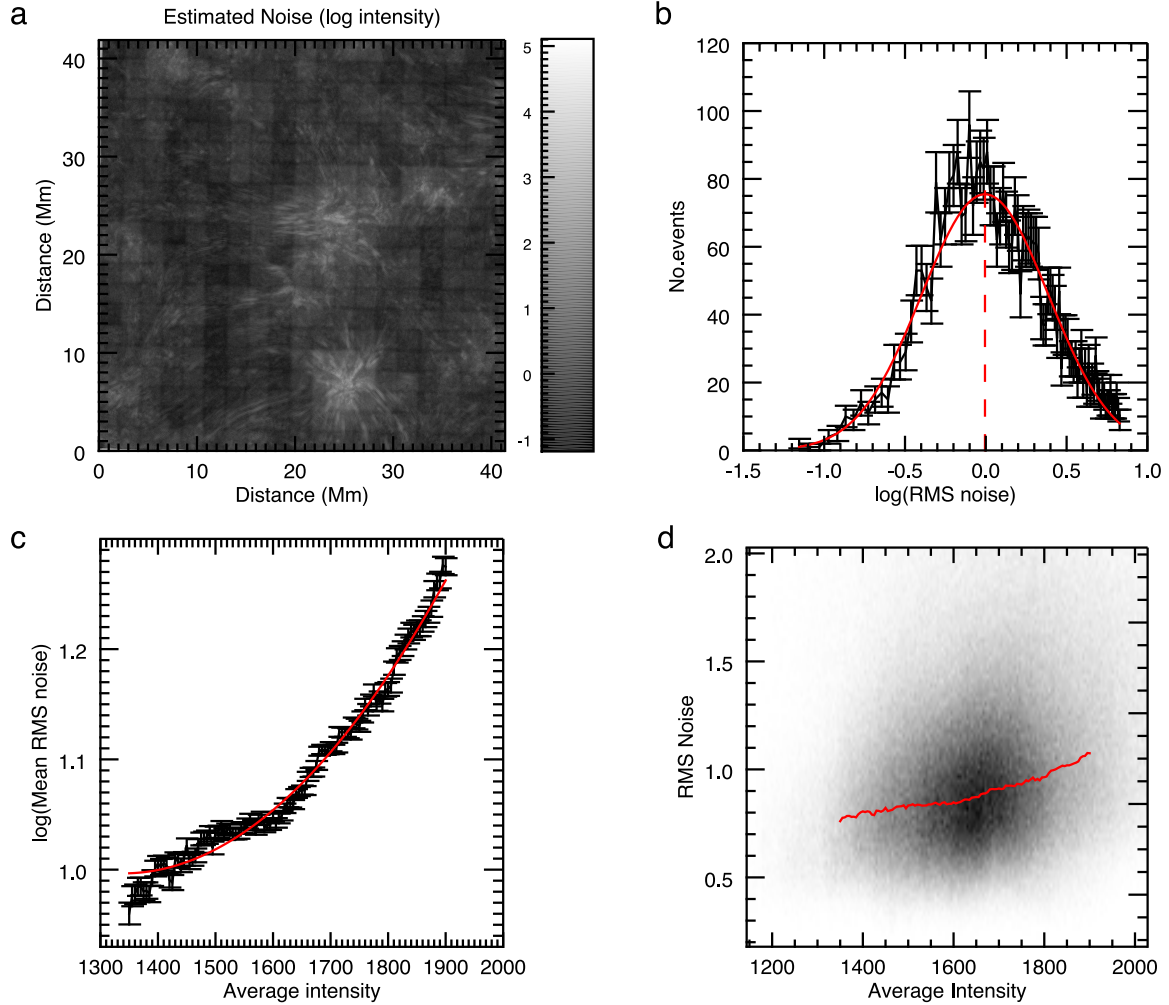 a
Estimated Noise (log intensity)
Distance (Mm)
40
30
20
10
0
0 10 20 30 40
Distance (Mm)
5
4
3
2
1
0
-1
b
No.events
120
100
80
60
40
20
0
-1.5 -1.0 -0.5 0.0 0.5 1.0
log(RMS noise)
c
log(Mean RMS noise)
1.2
1.1
1.0
1300 1400 1500 1600 1700 1800 1900 2000
Average intensity
d
RMS Noise
2.0
1.5
1.0
0.5
1200 1400 1600 1800 2000
Average Intensity